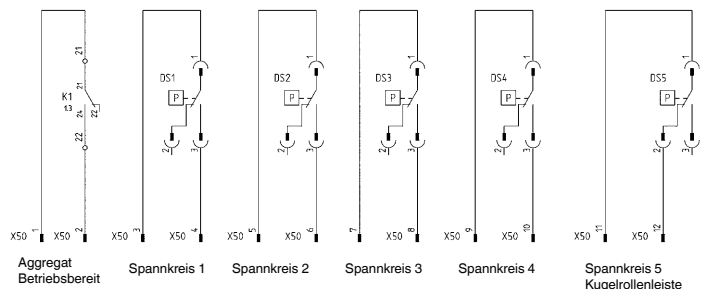 21
21
K1
1.3
22
24
22
X50 1
X50 2
Aggregat
Betriebsbereit
1
DS1
P
2
3
X50 3
X50 4
Spannkreis 1
1
DS2
P
2
3
X50 5
X50 6
Spannkreis 2
1
DS3
P
2
3
X50 7
X50 8
Spannkreis 3
1
DS4
P
2
3
X50 9
X50 10
Spannkreis 4
1
DS5
P
2
3
X50 11
X50 12
Spannkreis 5
Kugelrollenleiste